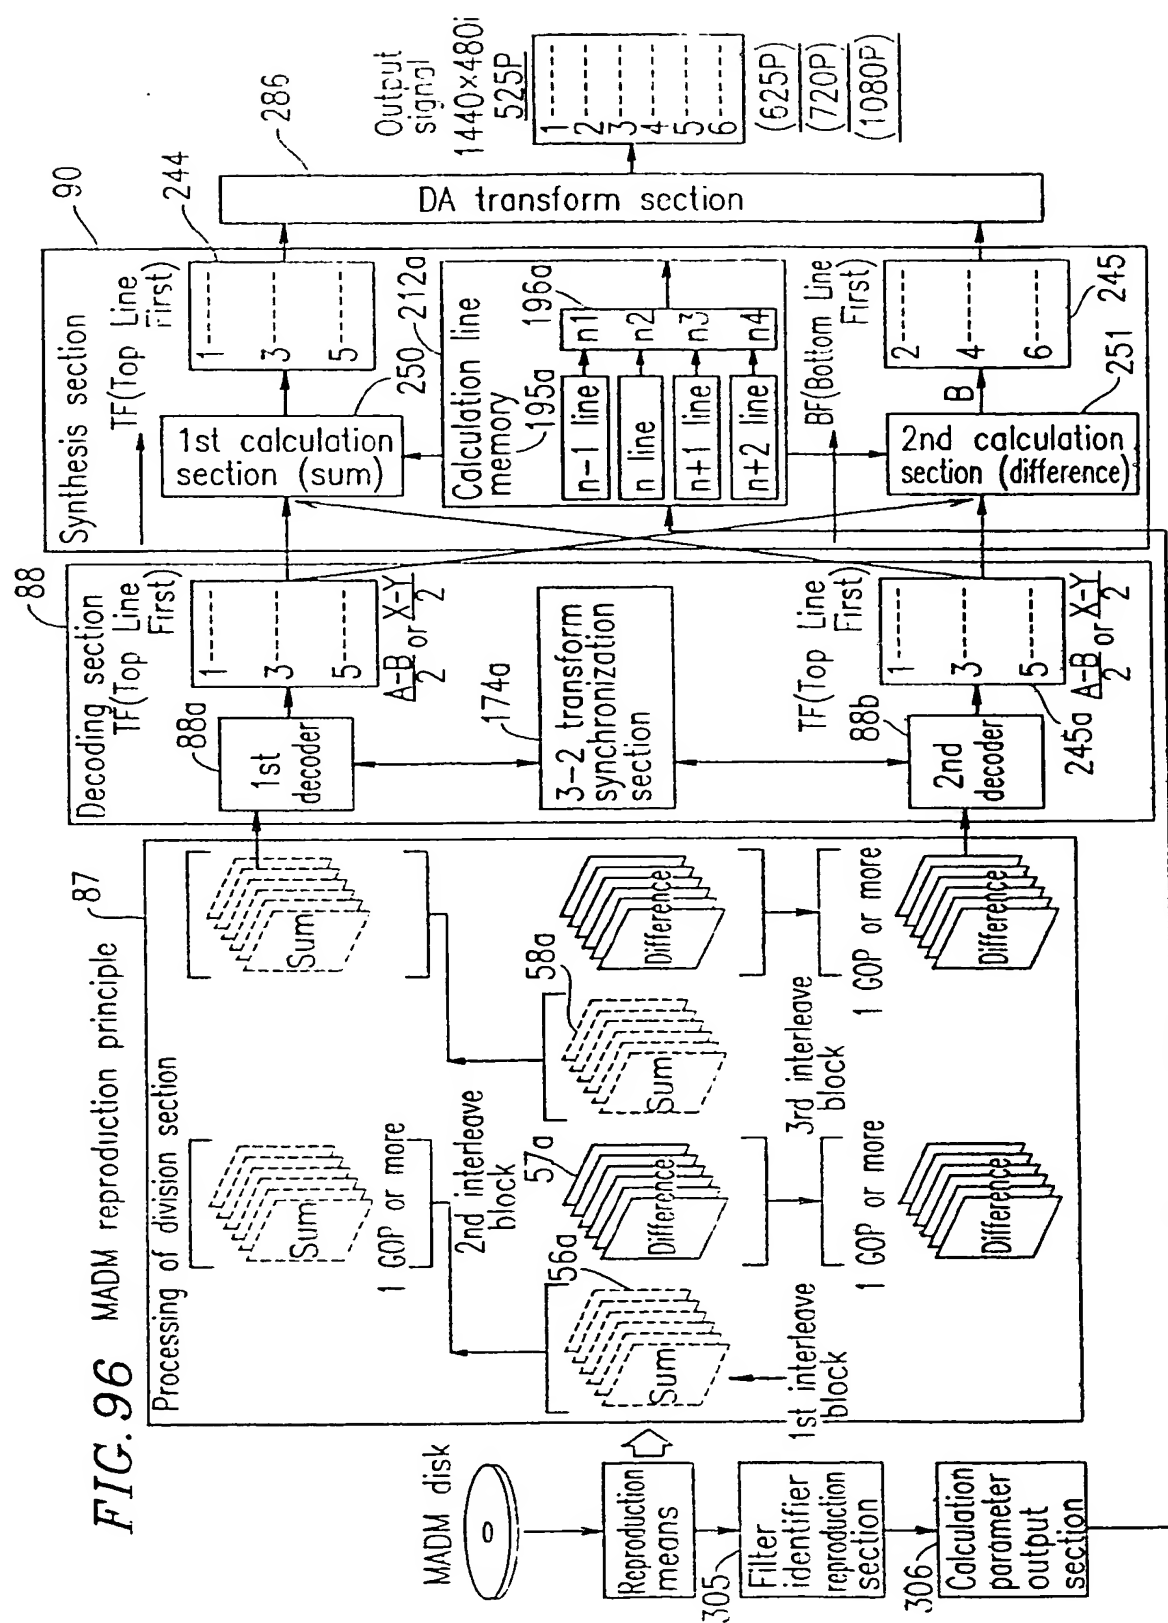 FIG. 96 MADM reproduction principle
MADM disk
Reproduction
means
305
Filter
identifier
reproduction
section
306
Calculation
parameter
output
section
87
Processing of division section
Sum
1 GOP or more
2nd interleave
block
Sum
156a
Sum
57a
Difference
58a
Sum
Difference
1st interleave
block
1 GOP or more
3rd interleave
block
1 GOP or more
Difference
Difference
88
Decoding section
TF(Top Line
First)
88a
1st
decoder
1-----
3-----
5-----
A-B or X-Y
2 2
174a
3-2 transform
synchronization
section
TF(Top Line
First)
88b
2nd
decoder
1-----
3-----
5-----
245a
A-B or X-Y
2 2
90
Synthesis section
TF(Top Line
First)
244
1st calculation
section (sum)
250
1-----
3-----
5-----
212a
Calculation line
memory
195a
196a
n-1 line
n1
n line
n2
n+1 line
n3
n+2 line
n4
BF(Bottom Line
First)
2nd calculation
section (difference)
251
B
2-----
4-----
6-----
245
286
DA transform section
Output
signal
1440×480i
525P
1-----
2-----
3-----
4-----
5-----
6-----
(625P)
(720P)
(1080P)